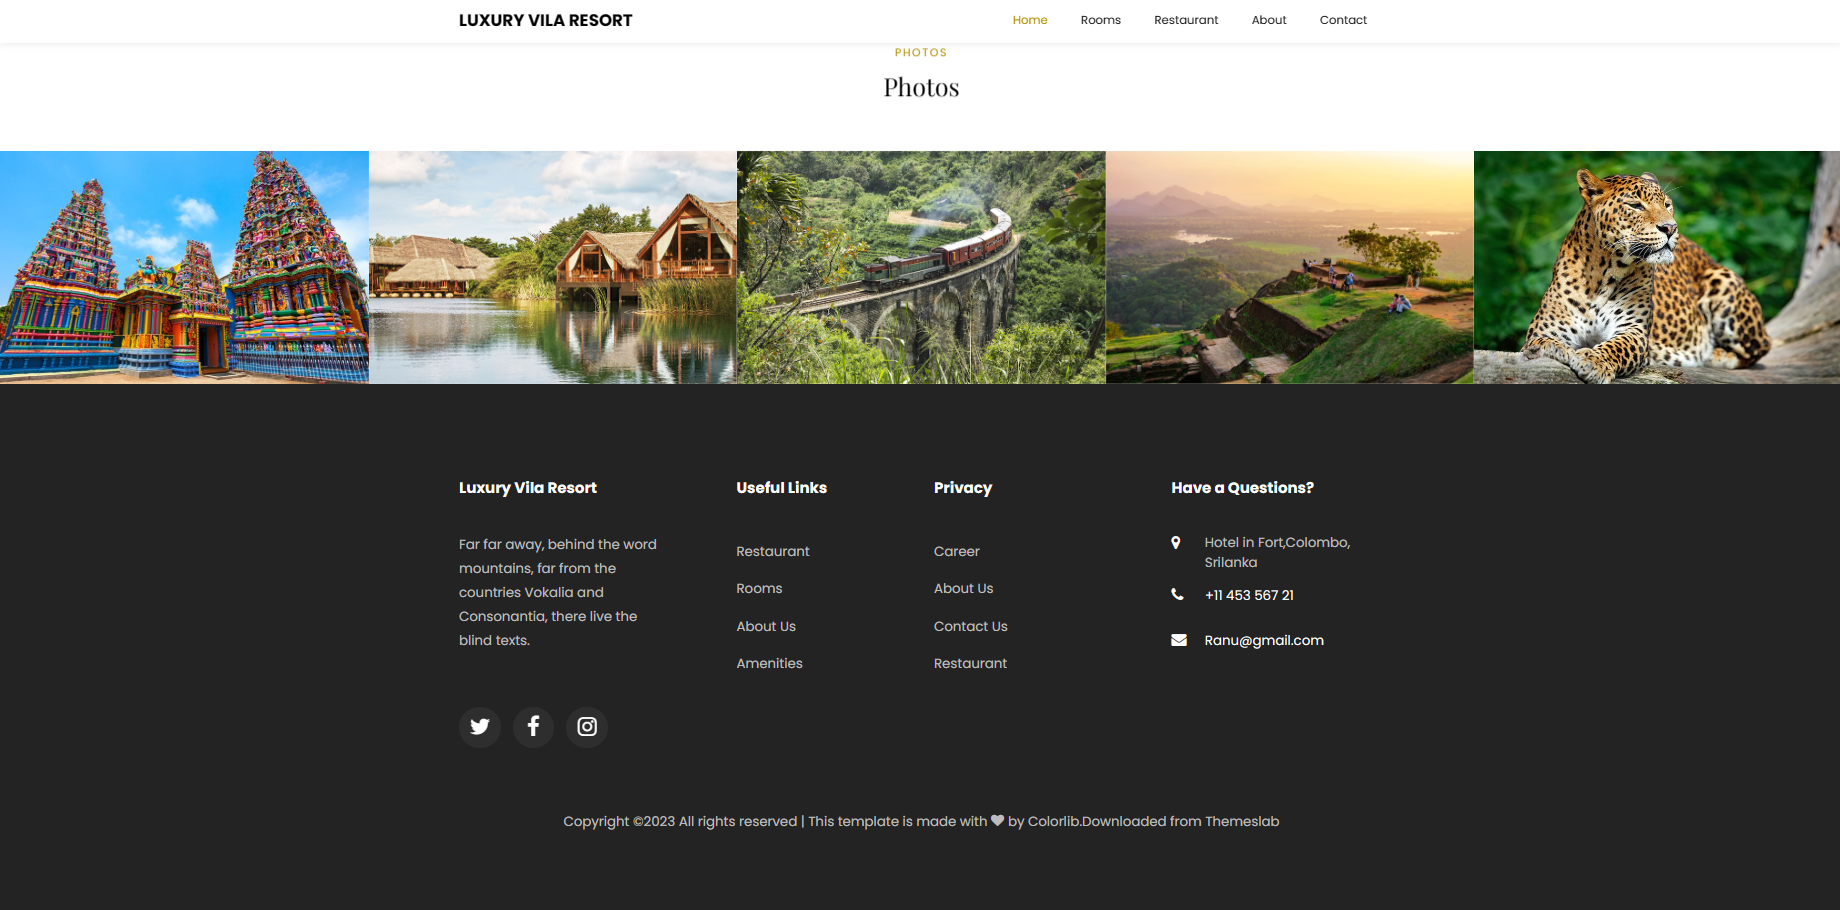 LUXURY VILA RESORT
Home Rooms Restaurant About Contact
PHOTOS
Photos
Luxury Vila Resort
Far far away, behind the word
mountains, far from the
countries Vokalia and
Consonantia, there live the
blind texts.
Useful Links
Restaurant
Rooms
About Us
Amenities
Privacy
Career
About Us
Contact Us
Restaurant
Have a Questions?
Hotel in Fort,Colombo,
Srilanka
+11 453 567 21
Ranu@gmail.com
Copyright ©2023 All rights reserved | This template is made with ♥ by Colorlib.Downloaded from Themeslab